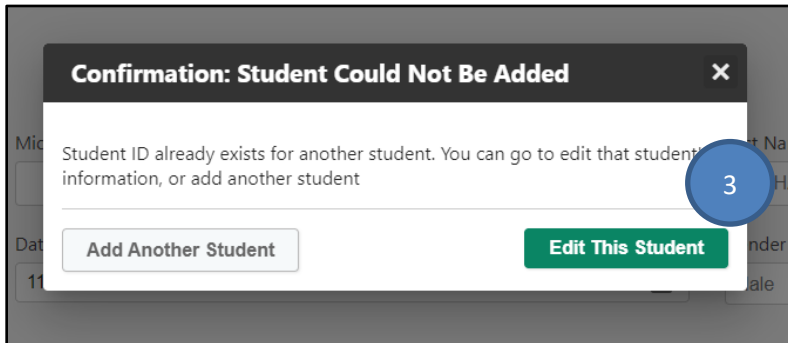 Confirmation: Student Could Not Be Added
Student ID already exists for another student. You can go to edit that student
information, or add another student
3
Add Another Student
Edit This Student
11